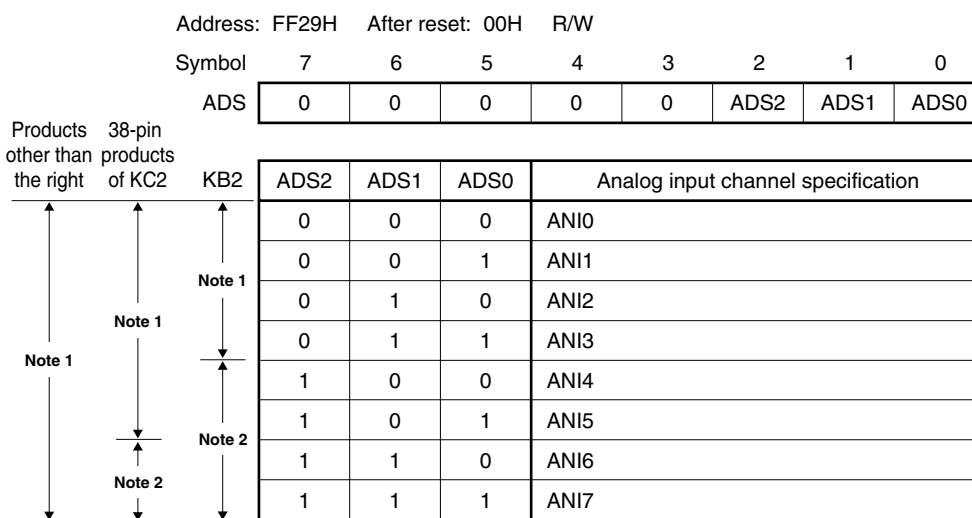 Address: FF29H After reset: 00H R/W
Symbol 7 6 5 4 3 2 1 0
ADS 0 0 0 0 0 ADS2 ADS1 ADS0
Products other than the right
38-pin products of KC2
KB2
ADS2 ADS1 ADS0 Analog input channel specification
0 0 0 ANI0
0 0 1 ANI1
Note 1
0 1 0 ANI2
Note 1
0 1 1 ANI3
Note 1
1 0 0 ANI4
1 0 1 ANI5
Note 2
1 1 0 ANI6
Note 2
1 1 1 ANI7